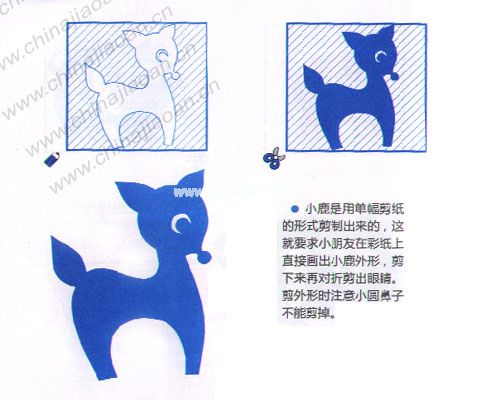 www.chinajiaoan.cn
www.chinajiaoan.cn
● 小鹿是用单幅剪纸
的形式剪制出来的，这
就要求小朋友在彩纸上
直接画出小鹿外形，剪
下来再对折剪出眼睛。
剪外形时注意小圆鼻子
不能剪掉。